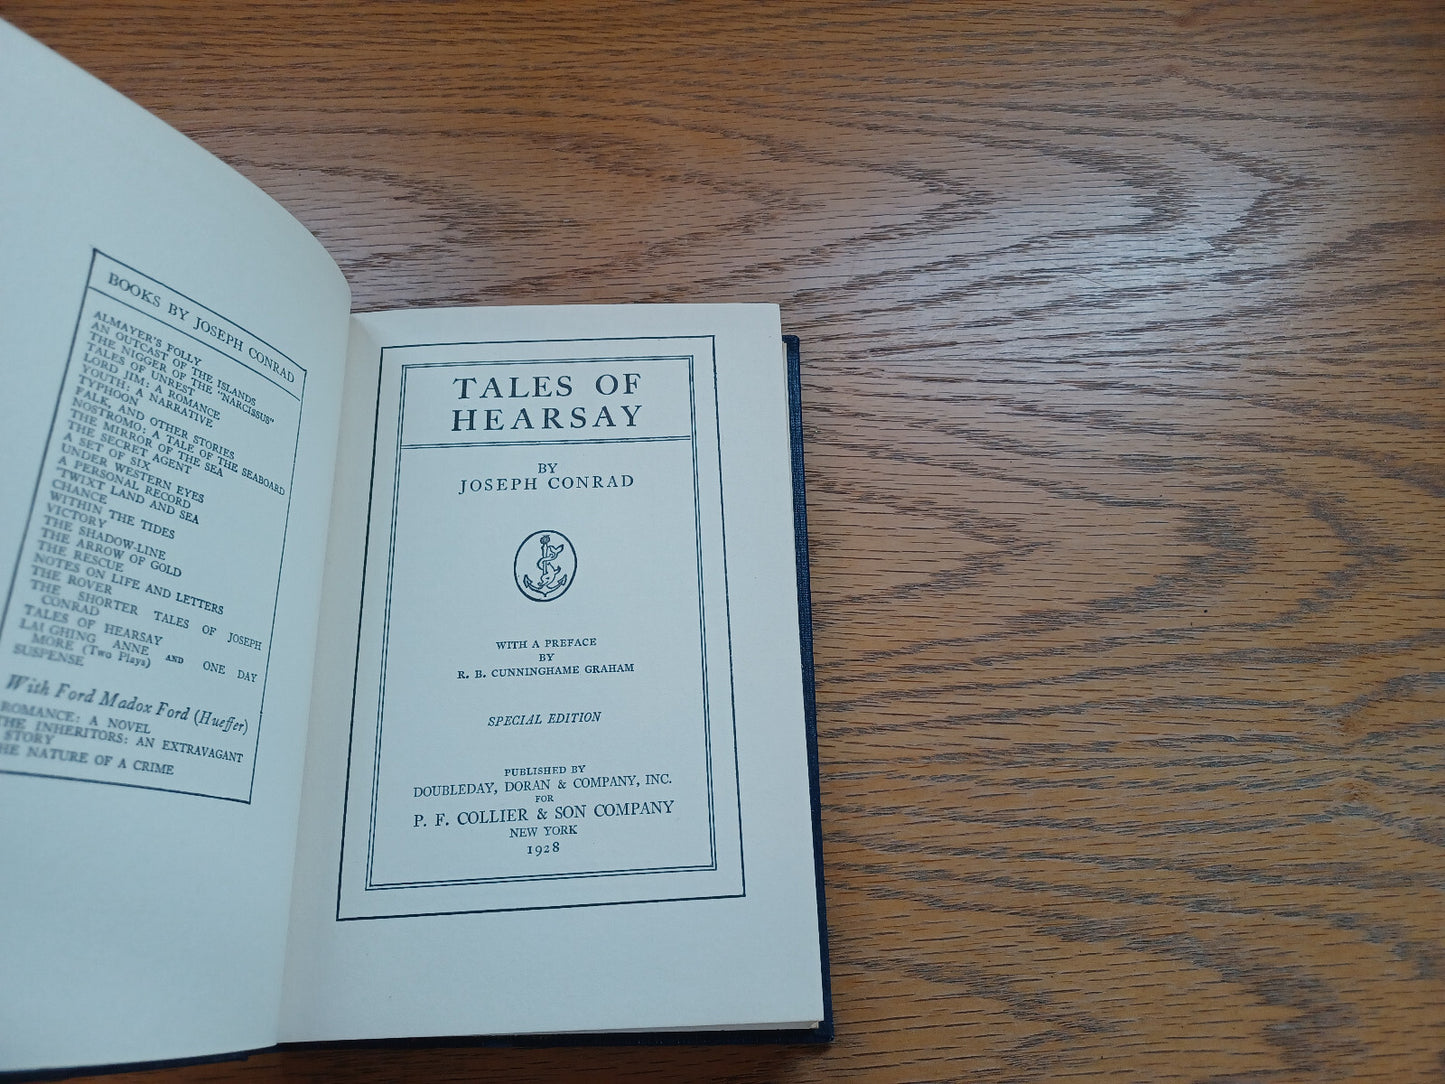 BOOKS BY JOSEPH CONRAD
ALMAYER'S FOLLY
AN OUTCAST OF THE ISLANDS
THE NIGGER OF THE "NARCISSUS"
TALES OF UNREST
LORD JIM: A ROMANCE
YOUTH: A NARRATIVE
TYPHOON
FALK, AND OTHER STORIES
NOSTROMO: A TALE OF THE SEABOARD
THE MIRROR OF THE SEA
THE SECRET AGENT
A SET OF SIX
UNDER WESTERN EYES
A PERSONAL RECORD
'TWIXT LAND AND SEA
CHANCE
WITHIN THE TIDES
VICTORY
THE SHADOW-LINE
THE ARROW OF GOLD
THE RESCUE
NOTES ON LIFE AND LETTERS
THE ROVER
THE SHORTER TALES OF JOSEPH
CONRAD
TALES OF HEARSAY
LAUGHING ANNE AND ONE DAY
MORE (Two Plays)
SUSPENSE
With Ford Madox Ford (Hueffer)
ROMANCE: A NOVEL
THE INHERITORS: AN EXTRAVAGANT
STORY
THE NATURE OF A CRIME
TALES OF
HEARSAY
BY
JOSEPH CONRAD
WITH A PREFACE
BY
R. B. CUNNINGHAME GRAHAM
SPECIAL EDITION
PUBLISHED BY
DOUBLEDAY, DORAN & COMPANY, INC.
FOR
P. F. COLLIER & SON COMPANY
NEW YORK
1928